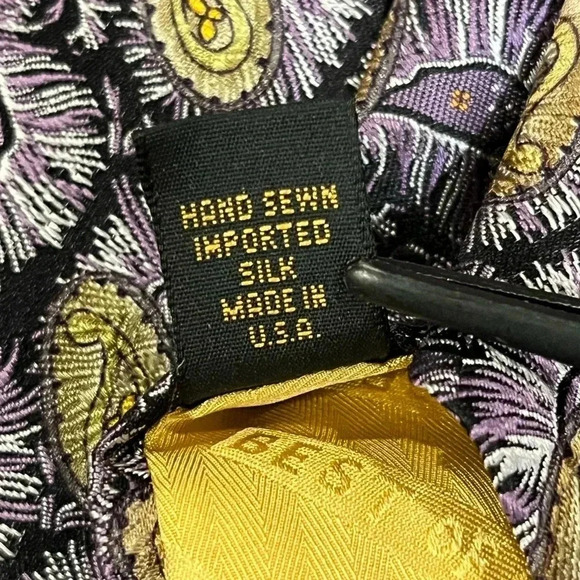 HAND SEWN
IMPORTED
SILK
MADE IN
U.S.A.